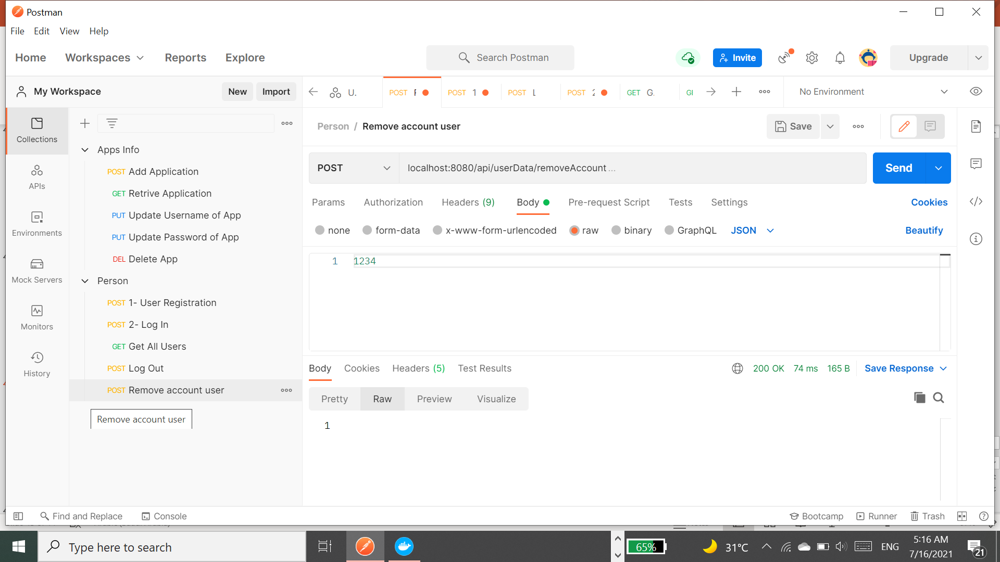 Postman
File Edit View Help
Home Workspaces Reports Explore
Search Postman
Invite
Upgrade
My Workspace
New
Import
U.
POST
POST 1
POST
POST
GET G.
GI
No Environment
Collections
APIs
Environments
Mock Servers
Monitors
History
Apps Info
POST Add Application
GET Retrive Application
PUT Update Username of App
PUT Update Password of App
DEL Delete App
Person
POST 1- User Registration
POST 2- Log In
GET Get All Users
POST Log Out
POST Remove account user
Remove account user
Person / Remove account user
Save
POST
localhost:8080/api/userData/removeAccount ...
Send
Params Authorization Headers (9) Body Pre-request Script Tests Settings
Cookies
none form-data x-www-form-urlencoded raw binary GraphQL JSON
Beautify
1 1234
Body Cookies Headers (5) Test Results
200 OK 74 ms 165 B Save Response
Pretty Raw Preview Visualize
1
Find and Replace Console
Bootcamp Runner Trash
Type here to search
65%
31°C
ENG
5:16 AM
7/16/2021
21